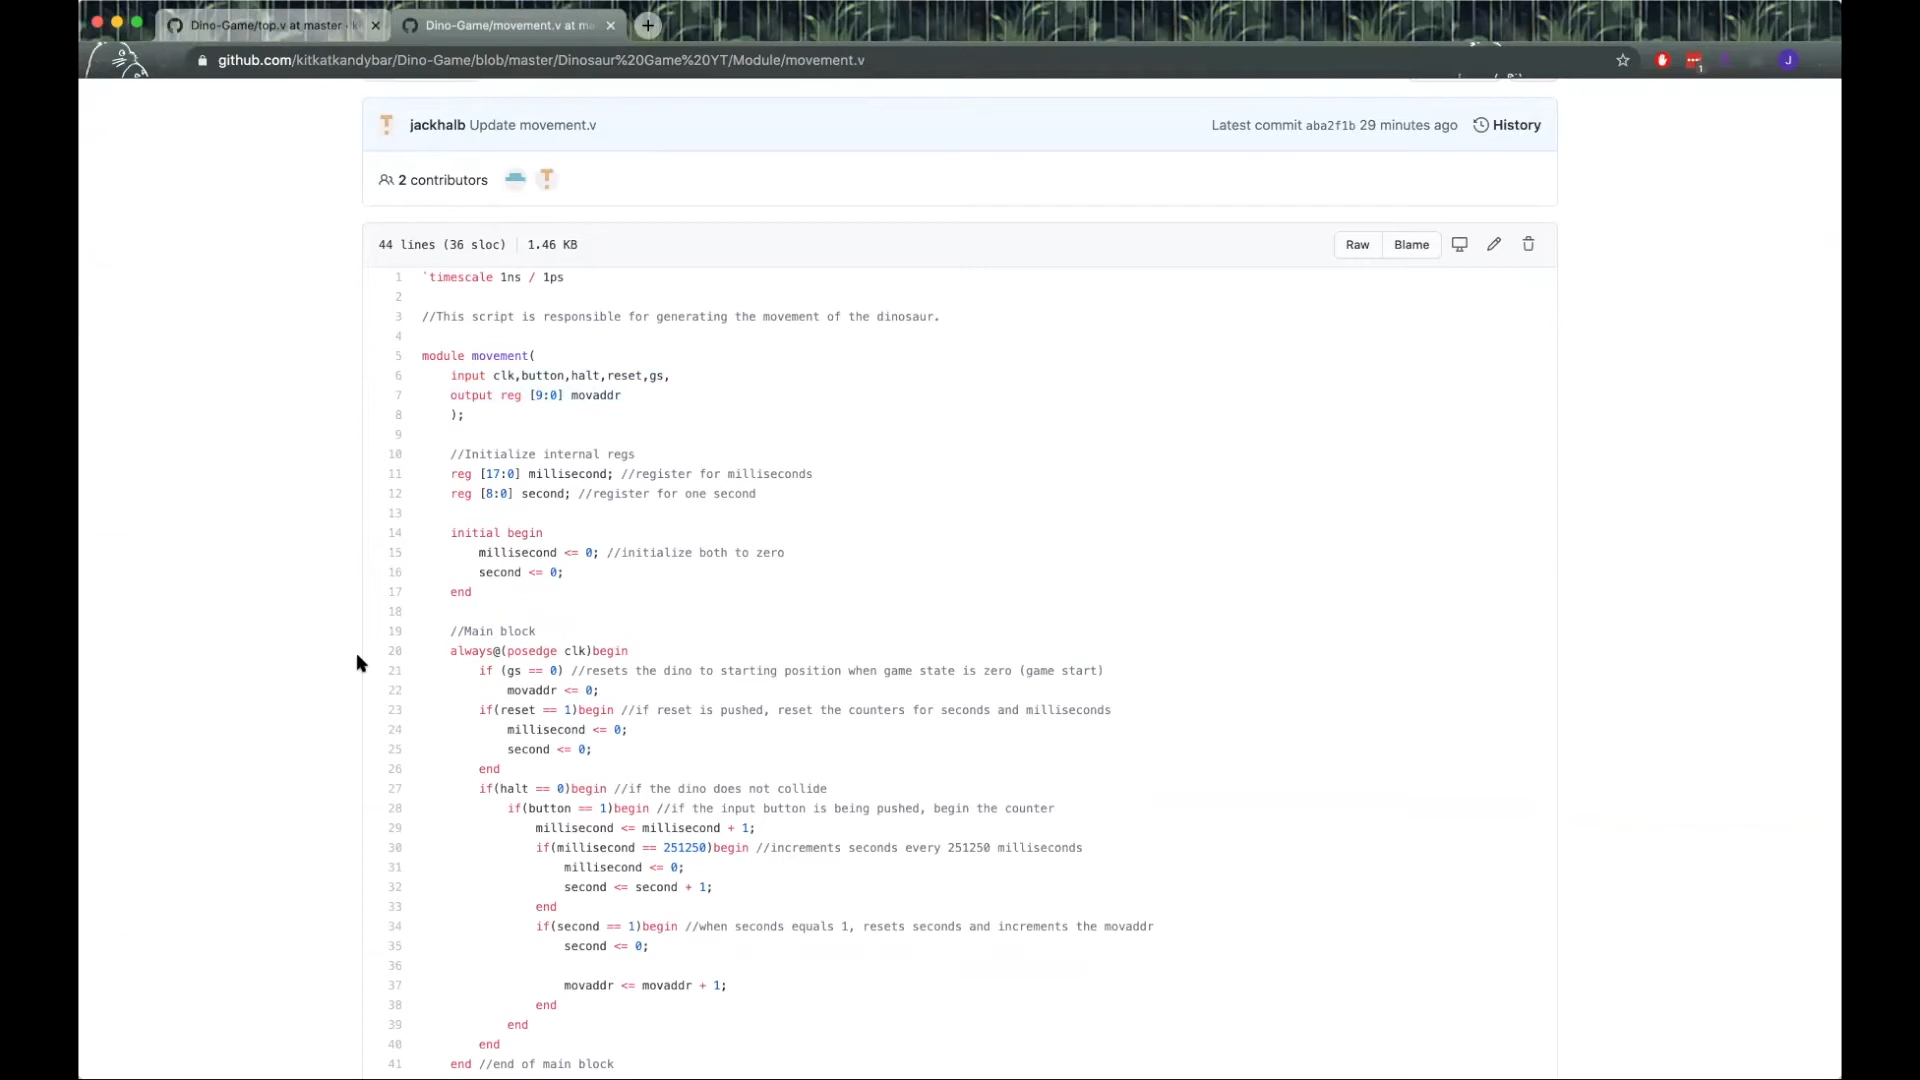 Dino-Game/top.v at master · k
Dino-Game/movement.v at ma
github.com/kitkatkandybar/Dino-Game/blob/master/Dinosaur%20Game%20YT/Module/movement.v
1
J
jackhalb Update movement.v
Latest commit aba2f1b 29 minutes ago
History
2 contributors
44 lines (36 sloc) 1.46 KB
Raw
Blame
1 `timescale 1ns / 1ps
2
3 //This script is responsible for generating the movement of the dinosaur.
4
5 module movement(
6 input clk,button,halt,reset,gs,
7 output reg [9:0] movaddr
8 );
9
10 //Initialize internal regs
11 reg [17:0] millisecond; //register for milliseconds
12 reg [8:0] second; //register for one second
13
14 initial begin
15 millisecond <= 0; //initialize both to zero
16 second <= 0;
17 end
18
19 //Main block
20 always@(posedge clk)begin
21 if (gs == 0) //resets the dino to starting position when game state is zero (game start)
22 movaddr <= 0;
23 if(reset == 1)begin //if reset is pushed, reset the counters for seconds and milliseconds
24 millisecond <= 0;
25 second <= 0;
26 end
27 if(halt == 0)begin //if the dino does not collide
28 if(button == 1)begin //if the input button is being pushed, begin the counter
29 millisecond <= millisecond + 1;
30 if(millisecond == 251250)begin //increments seconds every 251250 milliseconds
31 millisecond <= 0;
32 second <= second + 1;
33 end
34 if(second == 1)begin //when seconds equals 1, resets seconds and increments the movaddr
35 second <= 0;
36
37 movaddr <= movaddr + 1;
38 end
39 end
40 end
41 end //end of main block